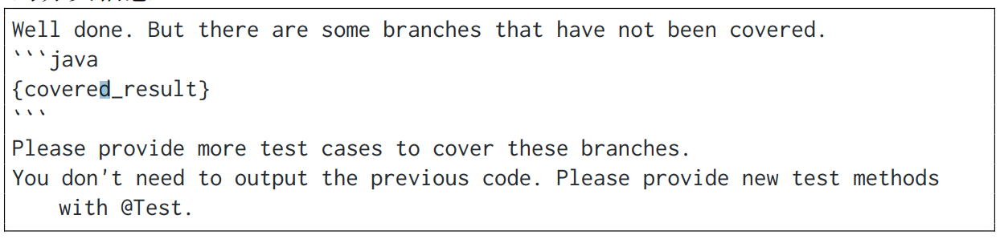 Well done. But there are some branches that have not been covered.
```java
{covered_result}
```
Please provide more test cases to cover these branches.
You don't need to output the previous code. Please provide new test methods
with @Test.